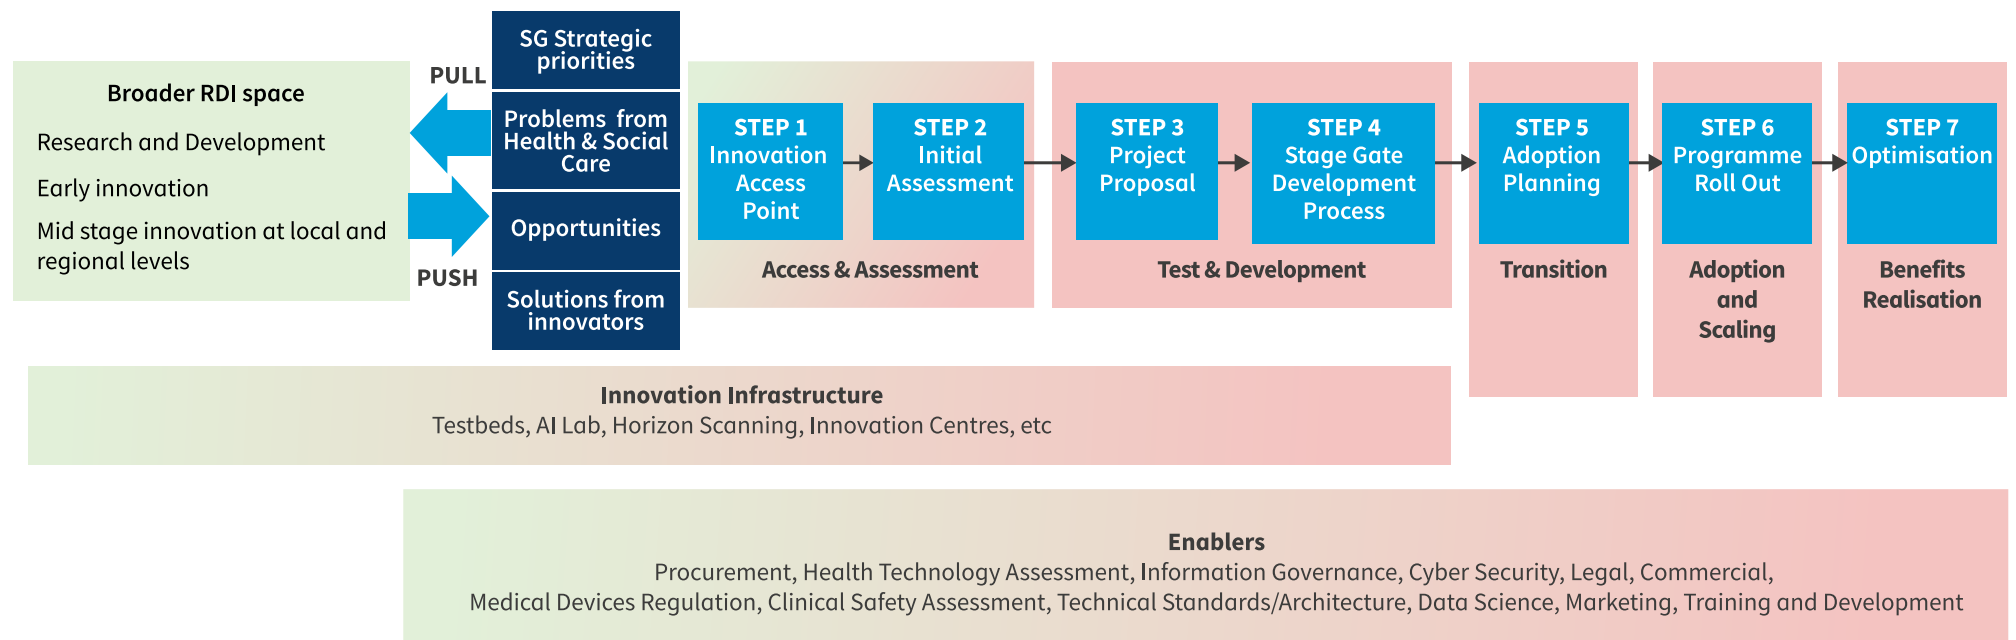 Broader RDI space
Research and Development
Early innovation
Mid stage innovation at local and
regional levels
PULL
PUSH
SG Strategic
priorities
Problems from
Health & Social
Care
Opportunities
Solutions from
innovators
STEP 1
Innovation
Access
Point
STEP 2
Initial
Assessment
Access & Assessment
STEP 3
Project
Proposal
STEP 4
Stage Gate
Development
Process
Test & Development
STEP 5
Adoption
Planning
Transition
STEP 6
Programme
Roll Out
Adoption
and
Scaling
STEP 7
Optimisation
Benefits
Realisation
Innovation Infrastructure
Testbeds, AI Lab, Horizon Scanning, Innovation Centres, etc
Enablers
Procurement, Health Technology Assessment, Information Governance, Cyber Security, Legal, Commercial,
Medical Devices Regulation, Clinical Safety Assessment, Technical Standards/Architecture, Data Science, Marketing, Training and Development